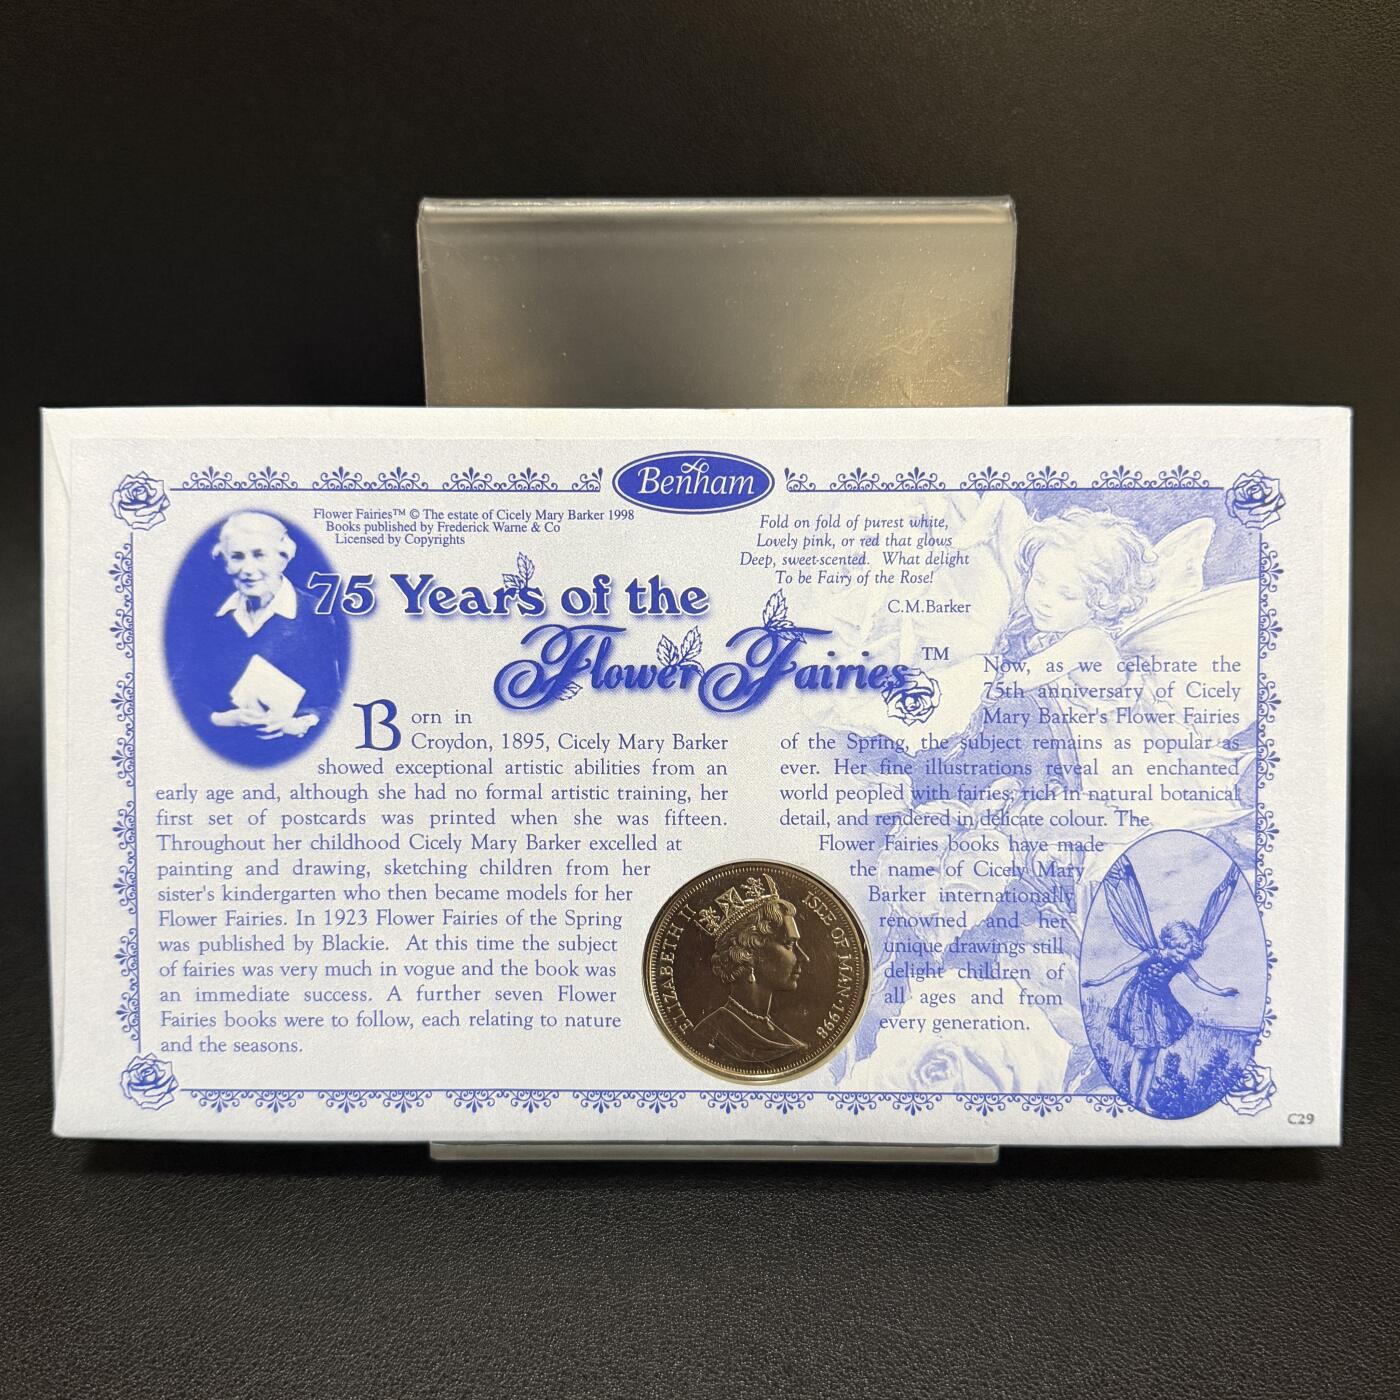 Benham
Flower Fairies™ © The estate of Cicely Mary Barker 1998
Books published by Frederick Warne & Co
Licensed by Copyrights
75 Years of the
Flower Fairies™
Born in
Croydon, 1895, Cicely Mary Barker
showed exceptional artistic abilities from an
early age and, although she had no formal artistic training, her
first set of postcards was printed when she was fifteen.
Throughout her childhood Cicely Mary Barker excelled at
painting and drawing, sketching children from her
sister's kindergarten who then became models for her
Flower Fairies. In 1923 Flower Fairies of the Spring
was published by Blackie. At this time the subject
of fairies was very much in vogue and the book was
an immediate success. A further seven Flower
Fairies books were to follow, each relating to nature
and the seasons.
Fold on fold of purest white,
Lovely pink, or red that glows
Deep, sweet-scented. What delight
To be Fairy of the Rose!
C.M.Barker
Now, as we celebrate the
75th anniversary of Cicely
Mary Barker's Flower Fairies
of the Spring, the subject remains as popular as
ever. Her fine illustrations reveal an enchanted
world peopled with fairies, rich in natural botanical
detail, and rendered in delicate colour. The
Flower Fairies books have made
the name of Cicely Mary
Barker internationally
renowned and her
unique drawings still
delight children of
all ages and from
every generation.
ELIZABETH II
ISLE OF MAN·1998
C29